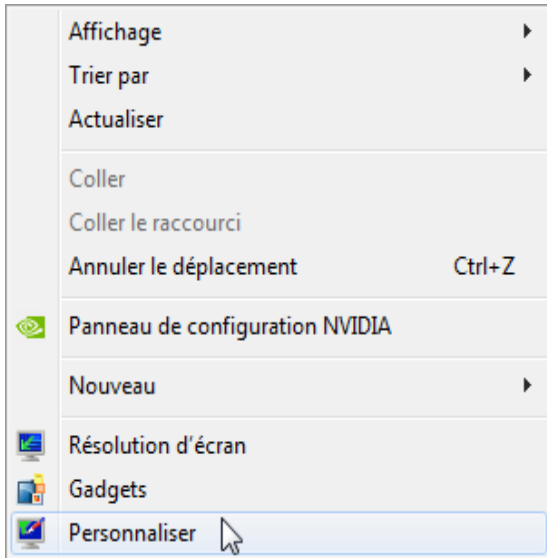 Affichage
Trier par
Actualiser
Coller
Coller le raccourci
Annuler le déplacement Ctrl+Z
Panneau de configuration NVIDIA
Nouveau
Résolution d'écran
Gadgets
Personnaliser